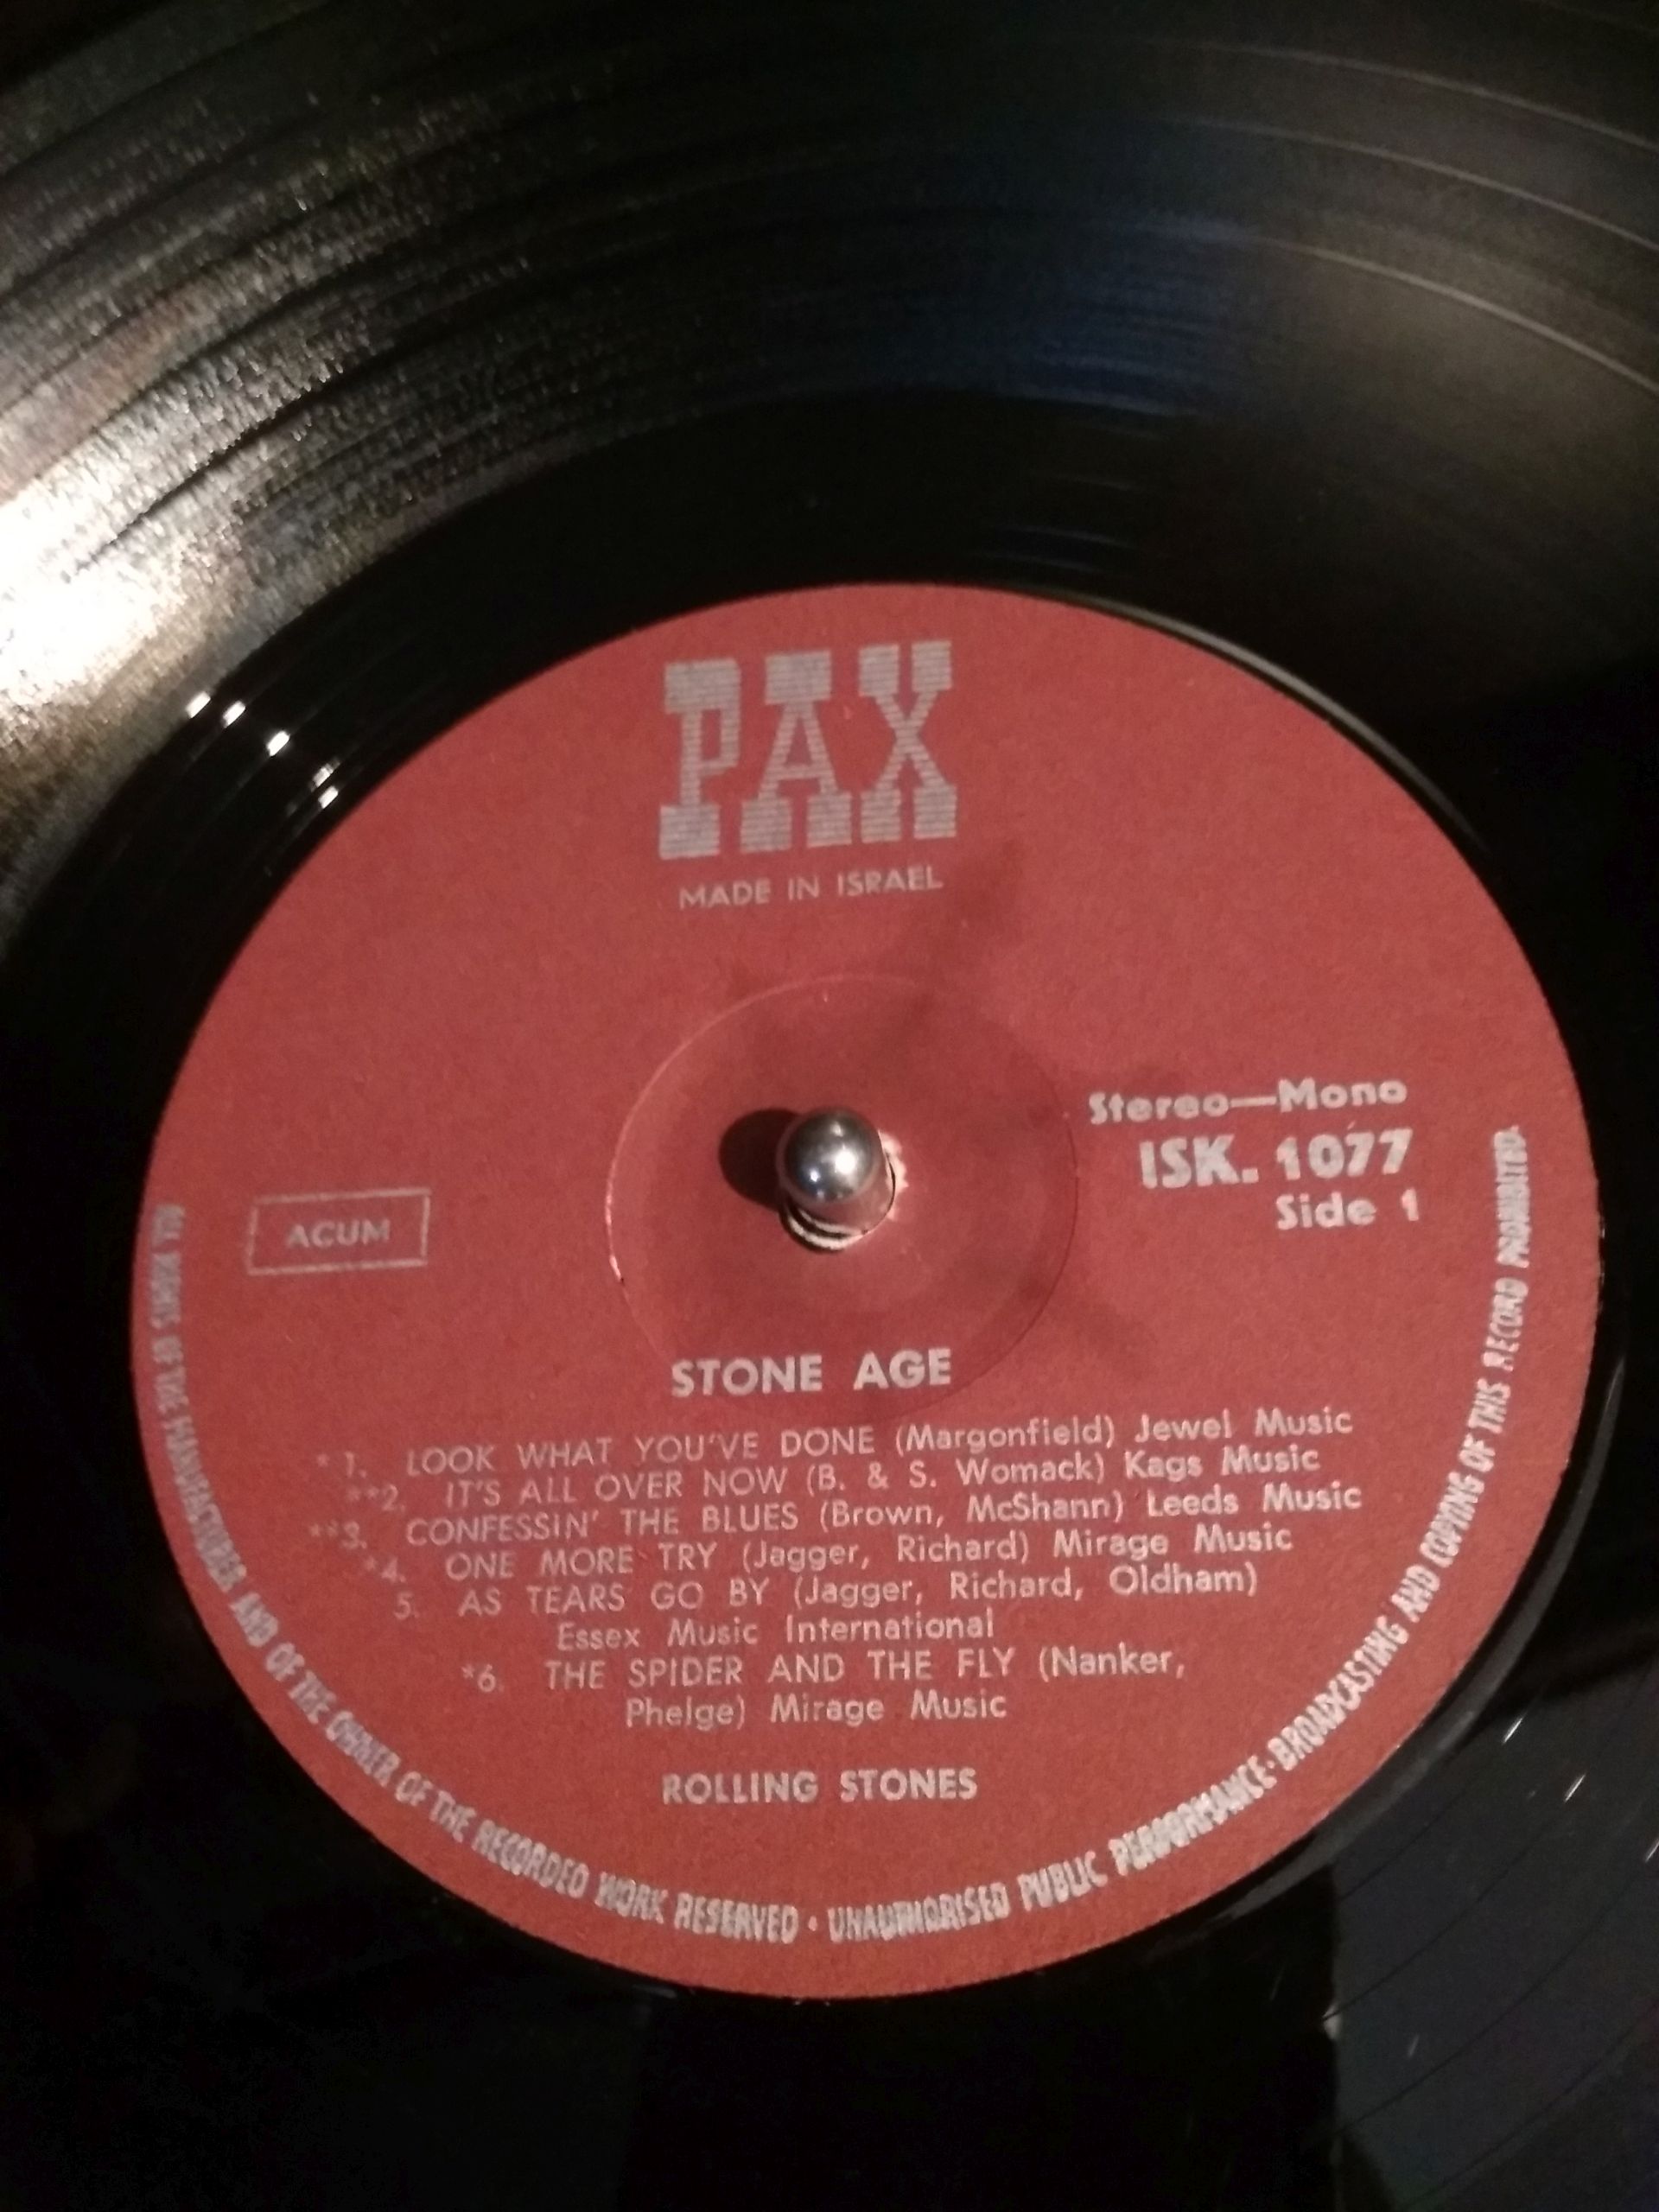 PAX
MADE IN ISRAEL
Stereo—Mono
ISK. 1077
Side 1
ACUM
STONE AGE
*1. LOOK WHAT YOU'VE DONE (Margonfield) Jewel Music
**2. IT'S ALL OVER NOW (B. & S. Womack) Kags Music
**3. CONFESSIN' THE BLUES (Brown, McShann) Leeds Music
*4. ONE MORE TRY (Jagger, Richard) Mirage Music
5. AS TEARS GO BY (Jagger, Richard, Oldham)
Essex Music International
*6. THE SPIDER AND THE FLY (Nanker,
Phelge) Mirage Music
ROLLING STONES
ALL RIGHTS OF THE MANUFACTURER AND OF THE OWNER OF THE RECORDED WORK RESERVED • UNAUTHORISED PUBLIC PERFORMANCE • BROADCASTING AND COPYING OF THIS RECORD PROHIBITED.